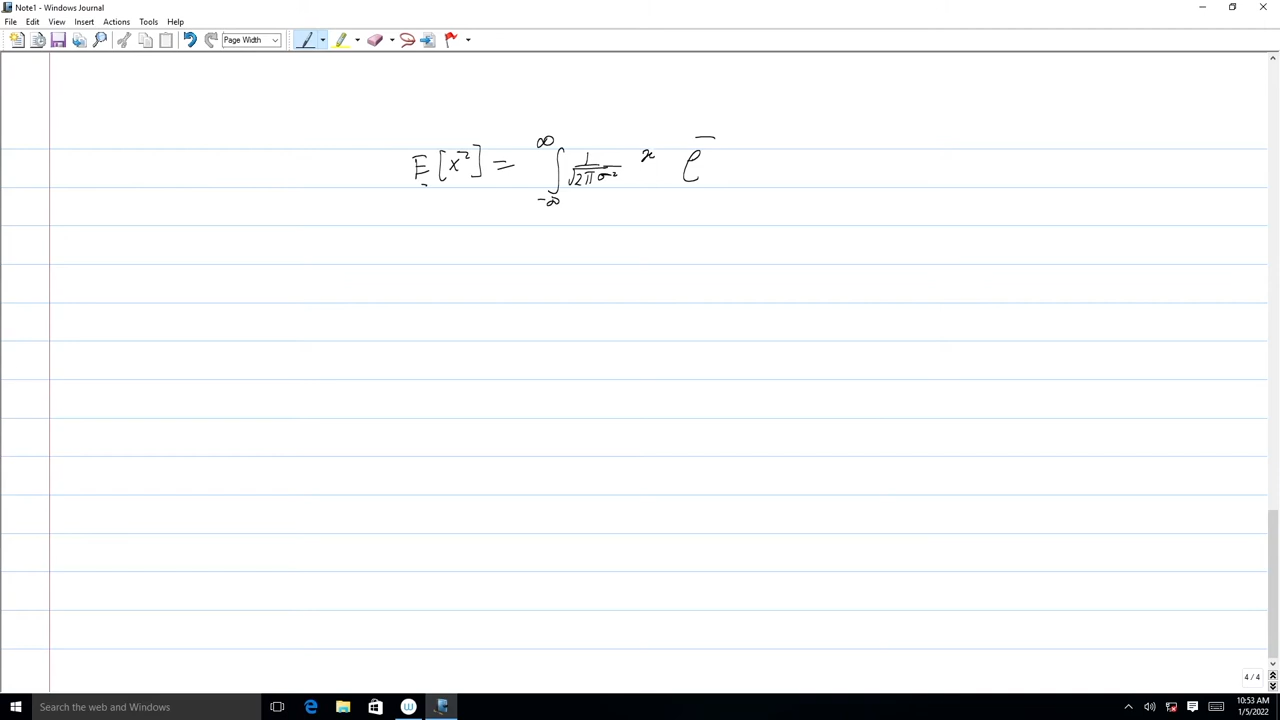 Note1 - Windows Journal
File Edit View Insert Actions Tools Help
Page Width
E[X²] = ∫_{-∞}^{∞} 1/√(2πσ²) x e^-
4 / 4
Search the web and Windows
10:53 AM
1/5/2022